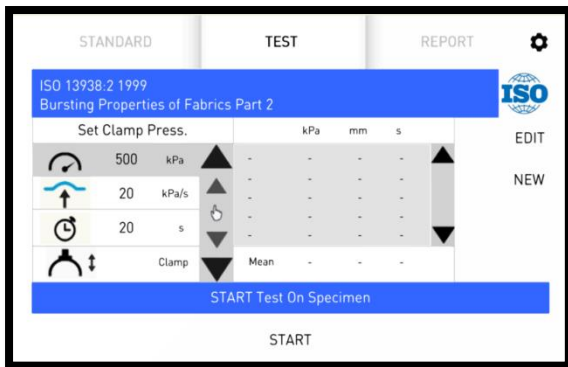 STANDARD TEST REPORT
ISO 13938:2 1999
Bursting Properties of Fabrics Part 2
ISO
Set Clamp Press. kPa mm s
EDIT
500 kPa - - - -
NEW
20 kPa/s - - - -
- - - -
20 s - - - -
- - - -
Clamp Mean - - -
START Test On Specimen
START